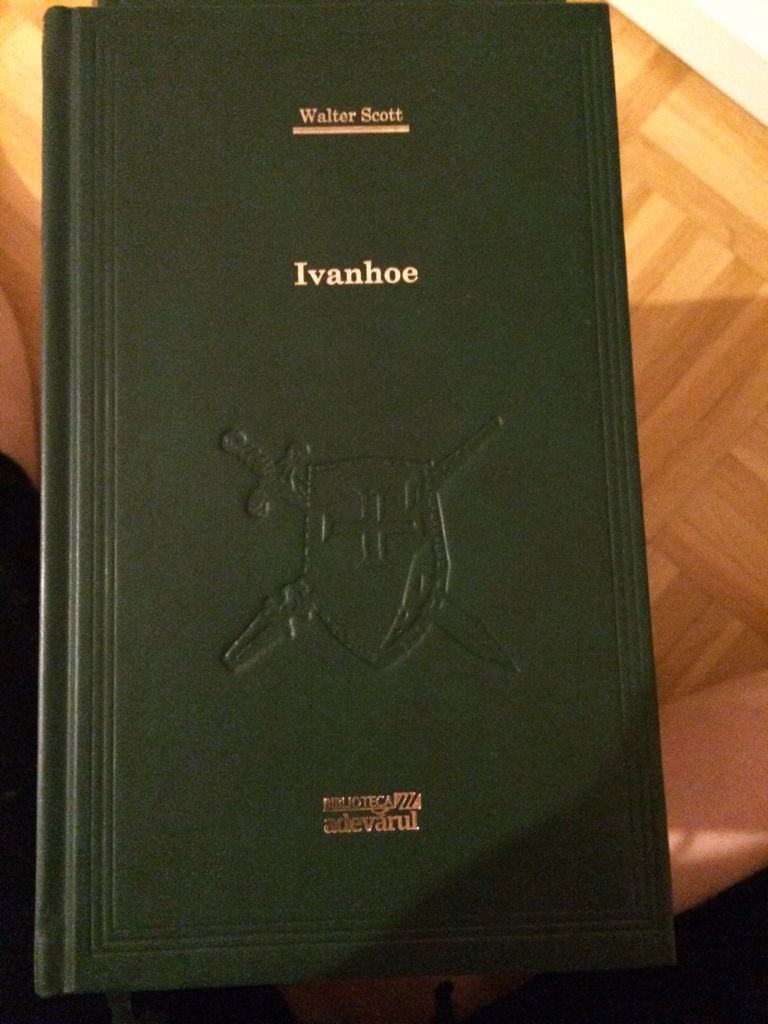 Walter Scott
Ivanhoe
BIBLIOTECA
adevărul